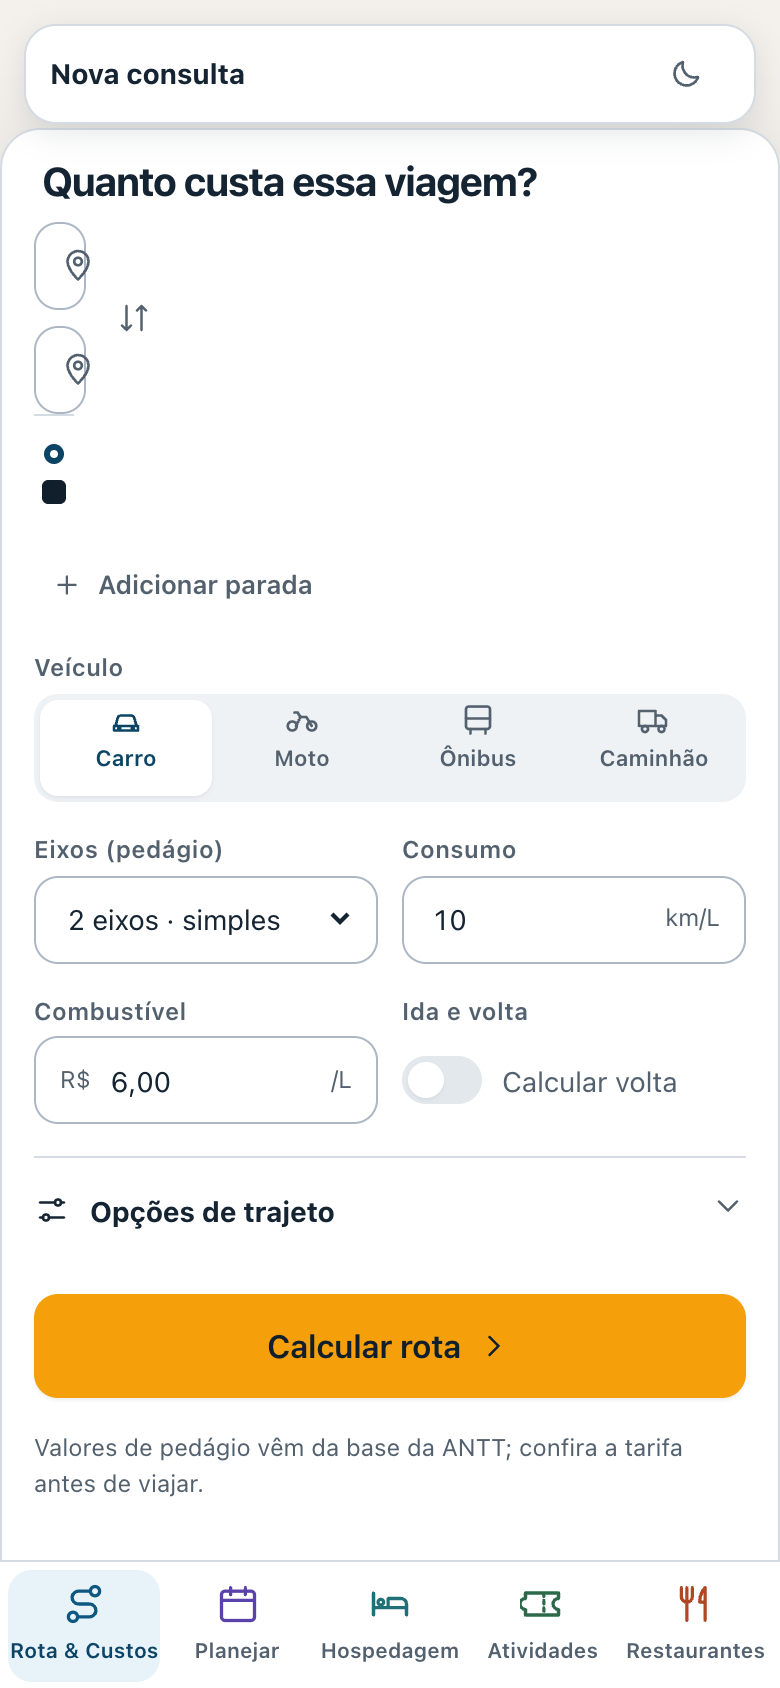 Nova consulta
Quanto custa essa viagem?
Adicionar parada
Veículo
Carro
Moto
Ônibus
Caminhão
Eixos (pedágio)
Consumo
2 eixos · simples
10
km/L
Combustível
Ida e volta
R$ 6,00 /L
Calcular volta
Opções de trajeto
Calcular rota
Valores de pedágio vêm da base da ANTT; confira a tarifa
antes de viajar.
Rota & Custos
Planejar
Hospedagem
Atividades
Restaurantes